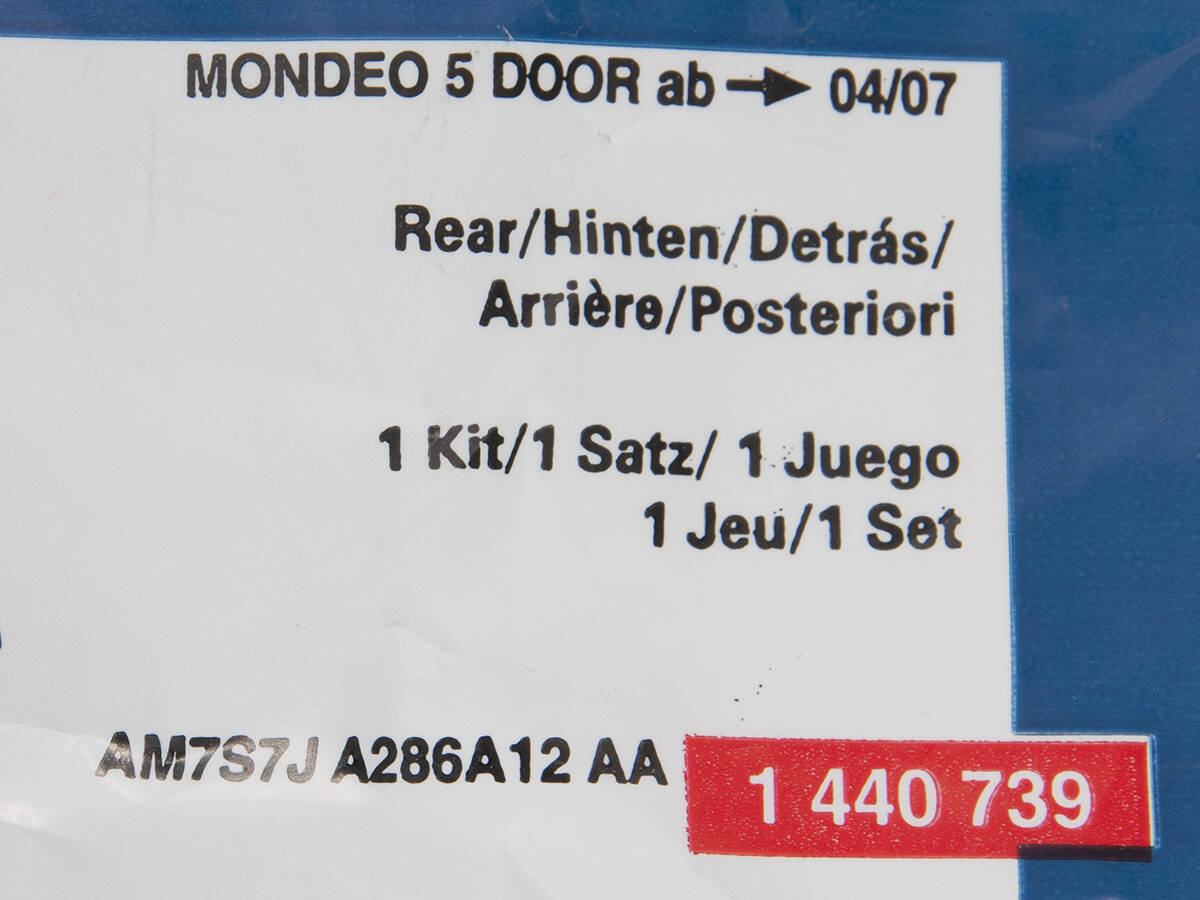 MONDEO 5 DOOR ab → 04/07
Rear/Hinten/Detrás/
Arrière/Posteriori
1 Kit/1 Satz/ 1 Juego
1 Jeu/1 Set
AM7S7J A286A12 AA 1 440 739